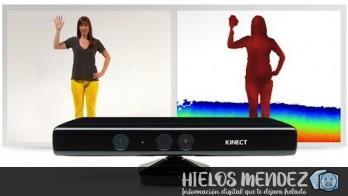 KINECT
HIELOS MENDEZ
Información digital que te dejará helado